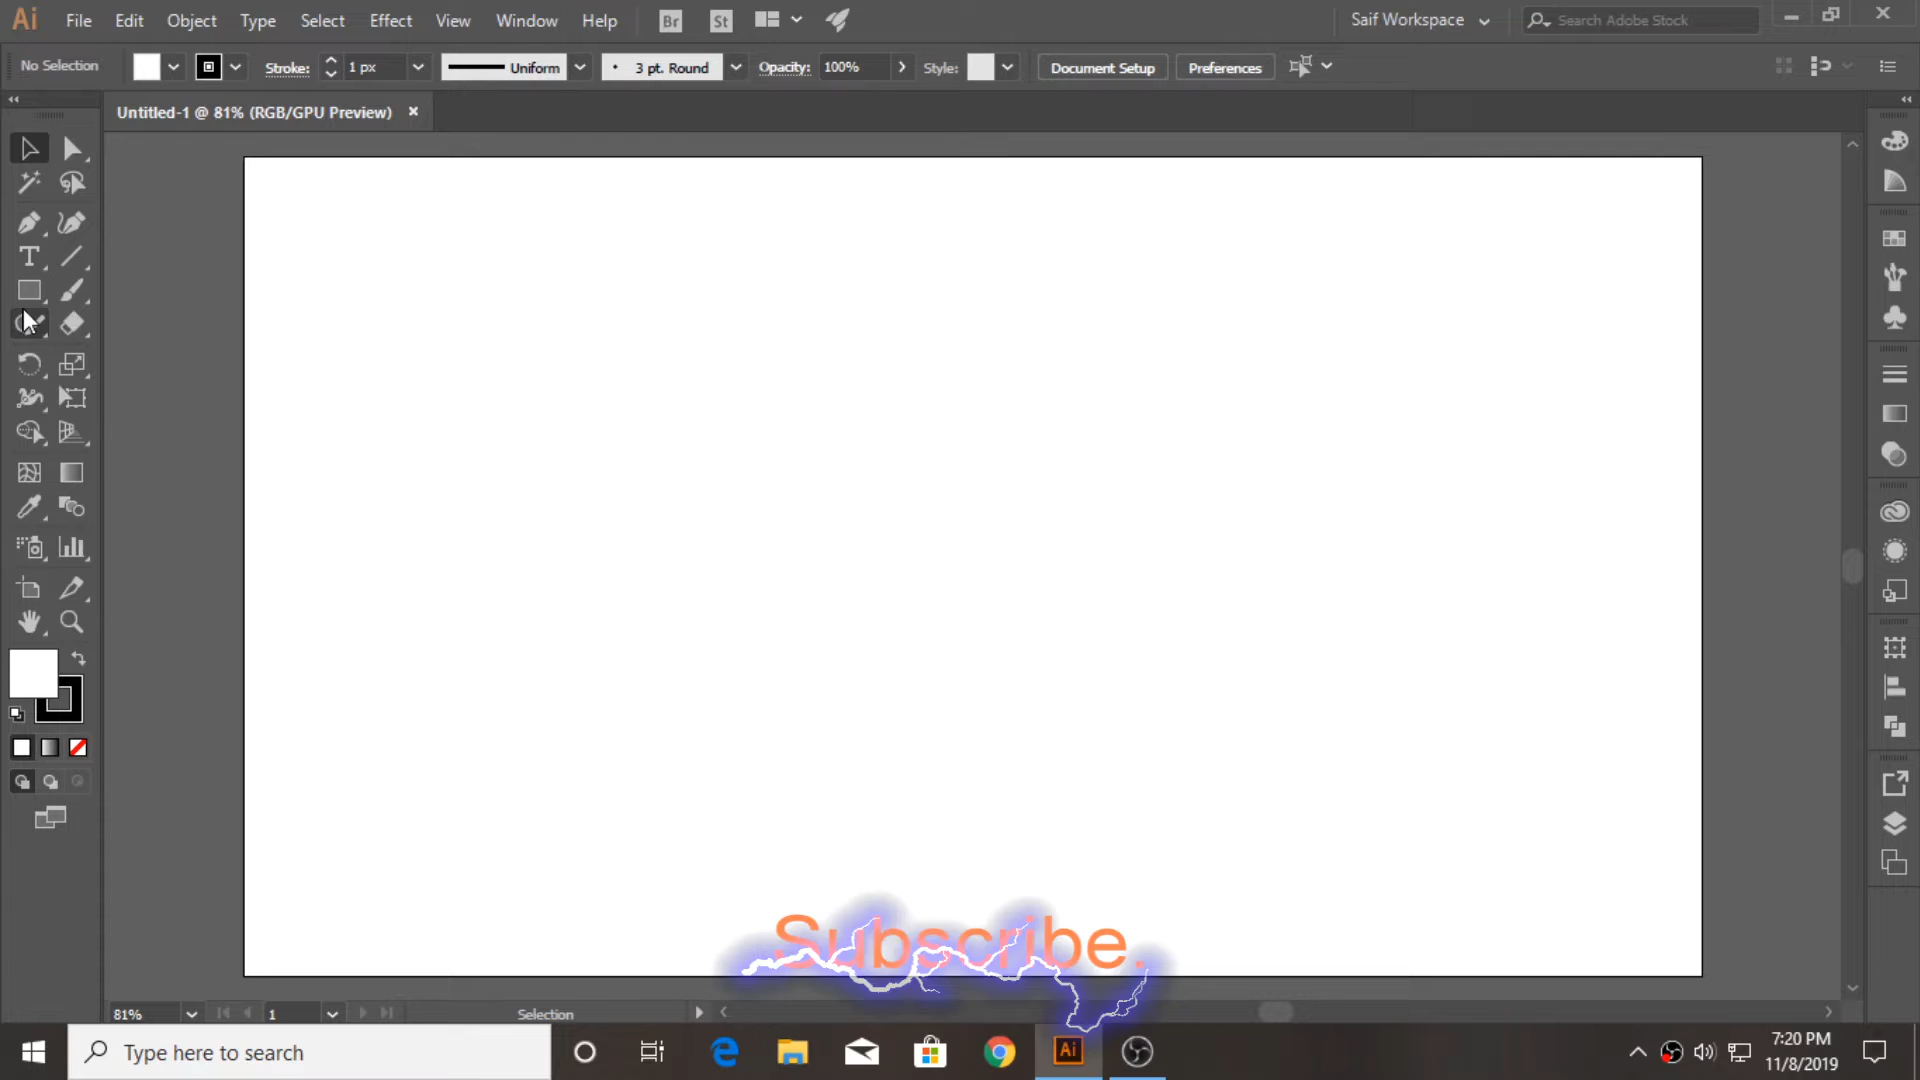 Ai File Edit Object Type Select Effect View Window Help Br St Saif Workspace Search Adobe Stock
No Selection Stroke: 1 px Uniform 3 pt. Round Opacity: 100% Style: Document Setup Preferences
Untitled-1 @ 81% (RGB/GPU Preview)
T
Subscribe.
81% 1 Selection
Type here to search Ai 7:20 PM
11/8/2019